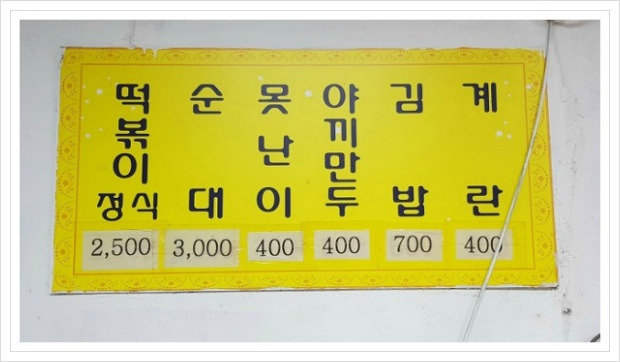 떡볶이정식
순대
못난이
야끼만두
김밥
계란
2,500
3,000
400
400
700
400